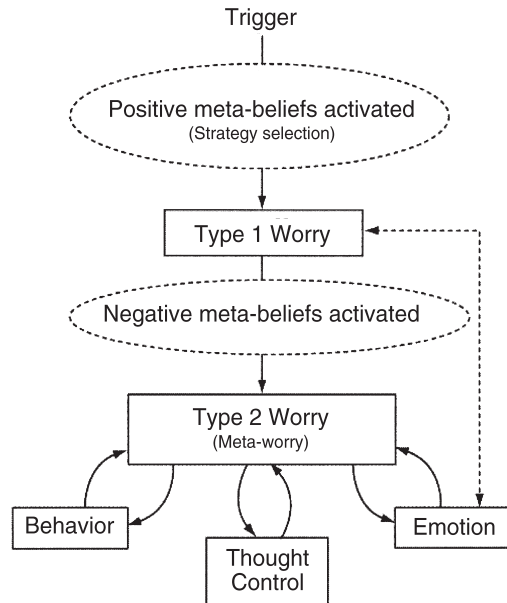 Trigger
Positive meta-beliefs activated
(Strategy selection)
Type 1 Worry
Negative meta-beliefs activated
Type 2 Worry
(Meta-worry)
Behavior
Thought
Control
Emotion